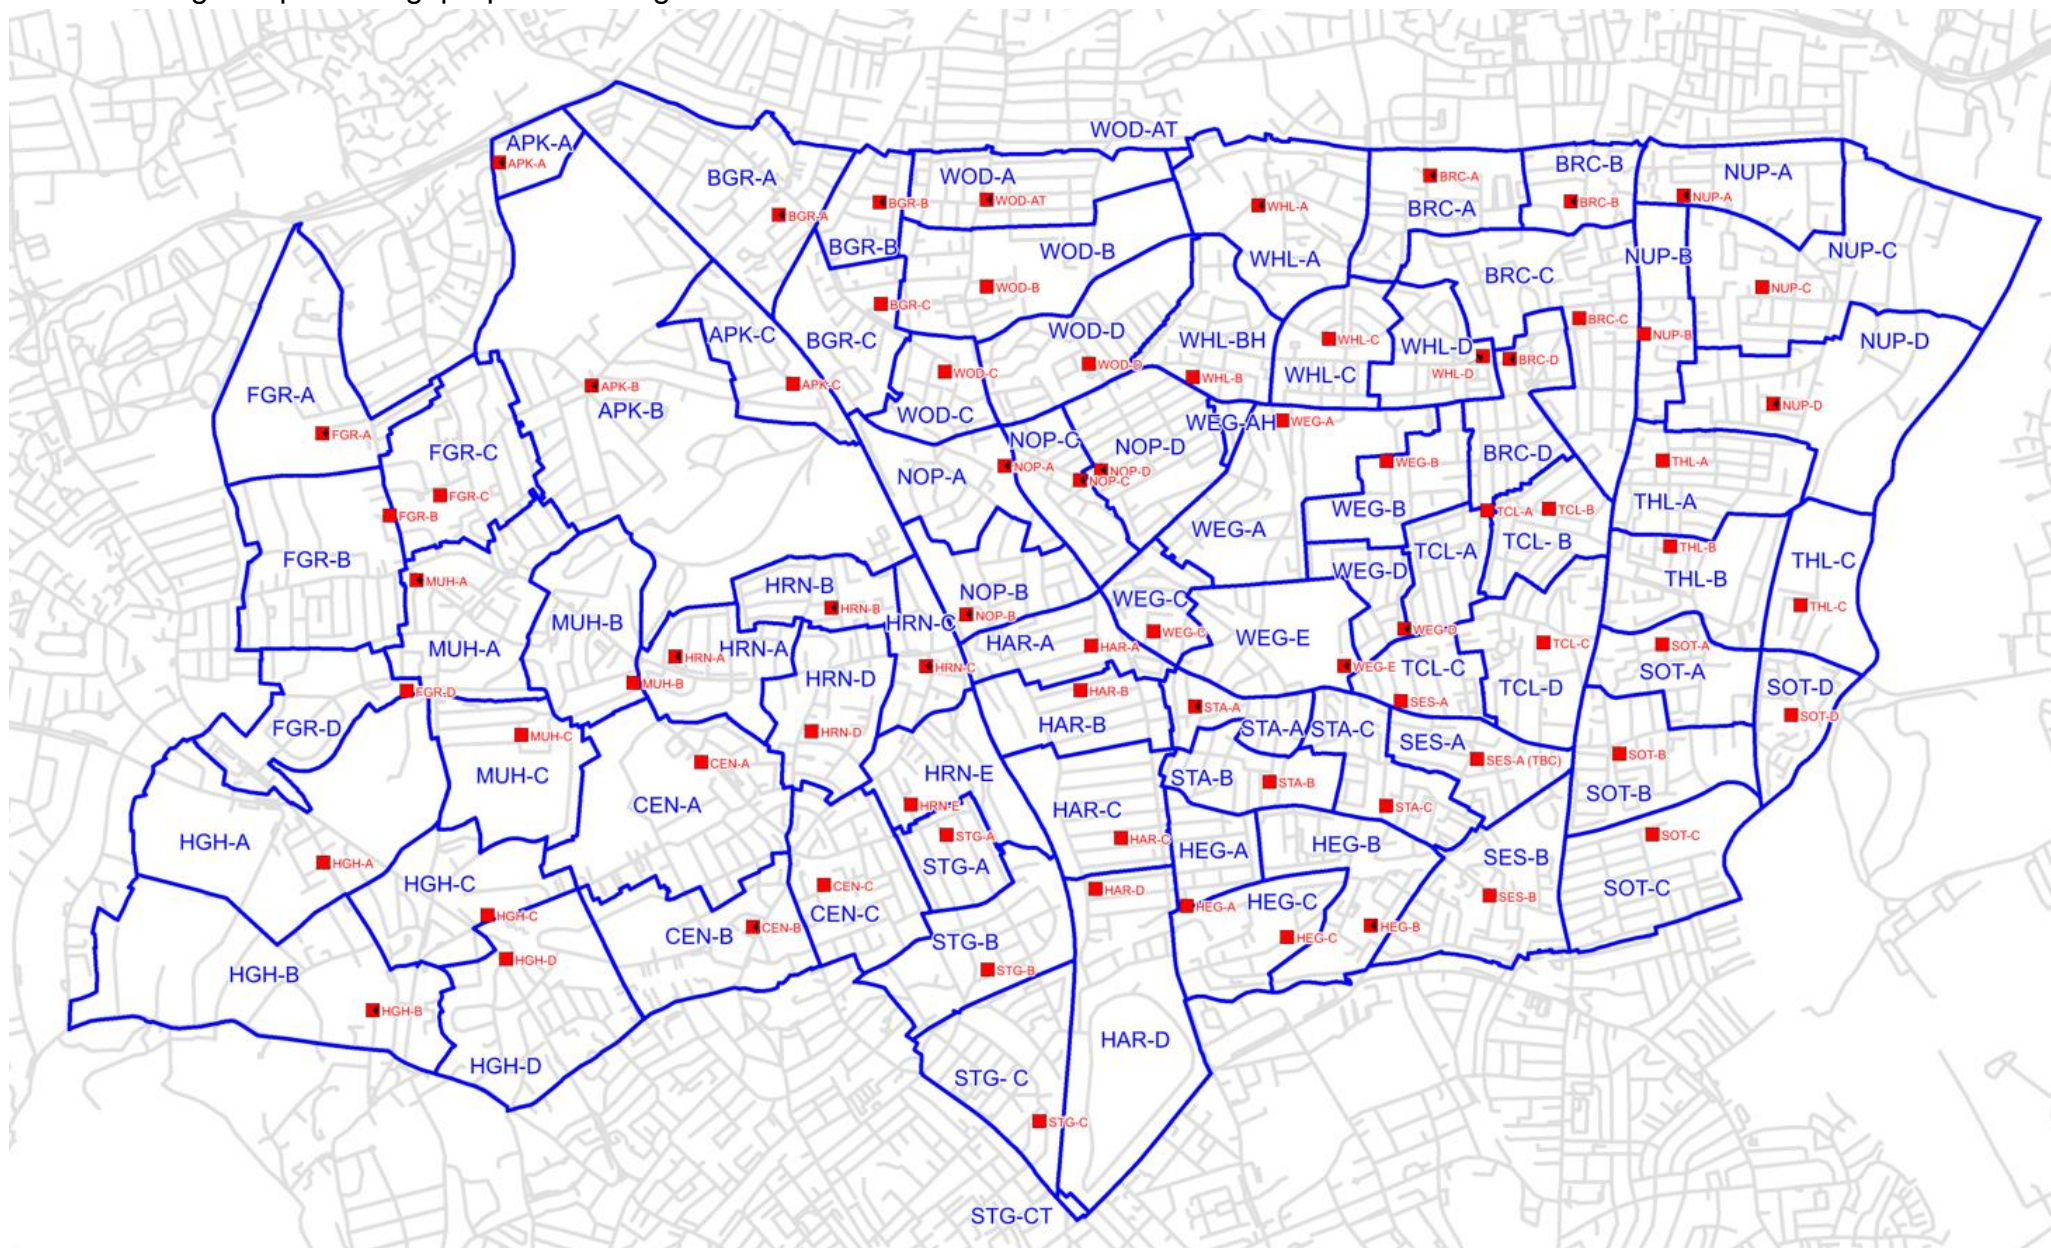 WOD-AT
APK-A
APK-A
BGR-A
BGR-A
BGR-B
BGR-B
WOD-A
WOD-AT
WHL-A
WHL-A
BRC-A
BRC-A
BRC-B
BRC-B
NUP-A
NUP-A
WOD-B
WOD-B
BRC-C
BRC-C
NUP-B
NUP-B
NUP-C
NUP-C
BGR-C
BGR-C
APK-C
APK-C
WOD-D
WOD-D
WHL-BH
WHL-B
WHL-C
WHL-C
WHL-D
WHL-D
BRC-D
BRC-D
NUP-D
NUP-D
FGR-A
FGR-A
APK-B
APK-B
WOD-C
WOD-C
WEG-AH
WEG-A
WEG-A
FGR-C
FGR-C
NOP-A
NOP-A
NOP-C
NOP-C
NOP-D
NOP-D
WEG-B
WEG-B
THL-A
THL-A
FGR-B
FGR-B
TCL-A
TCL-A
TCL- B
TCL-B
THL-B
THL-B
THL-C
THL-C
MUH-A
MUH-A
MUH-B
MUH-B
HRN-B
HRN-B
HRN-A
HRN-A
HRN-C
HRN-C
NOP-B
NOP-B
WEG-C
WEG-C
WEG-D
WEG-D
WEG-E
WEG-E
HAR-A
HAR-A
TCL-C
TCL-C
TCL-D
SOT-A
SOT-A
SOT-D
SOT-D
FGR-D
FGR-D
HRN-D
HRN-D
HAR-B
HAR-B
STA-A
STA-A
STA-C
STA-C
SES-A
SES-A
SES-A (TBC)
MUH-C
MUH-C
CEN-A
CEN-A
HRN-E
HRN-E
STA-B
STA-B
SOT-B
SOT-B
HGH-A
HGH-A
HAR-C
HAR-C
STG-A
STG-A
HEG-A
HEG-A
HEG-B
HEG-B
SES-B
SES-B
SOT-C
SOT-C
HGH-C
HGH-C
CEN-C
CEN-C
HAR-D
HAR-D
HEG-C
HEG-C
CEN-B
CEN-B
STG-B
STG-B
HGH-B
HGH-B
HGH-D
HGH-D
STG- C
STG-C
STG-CT